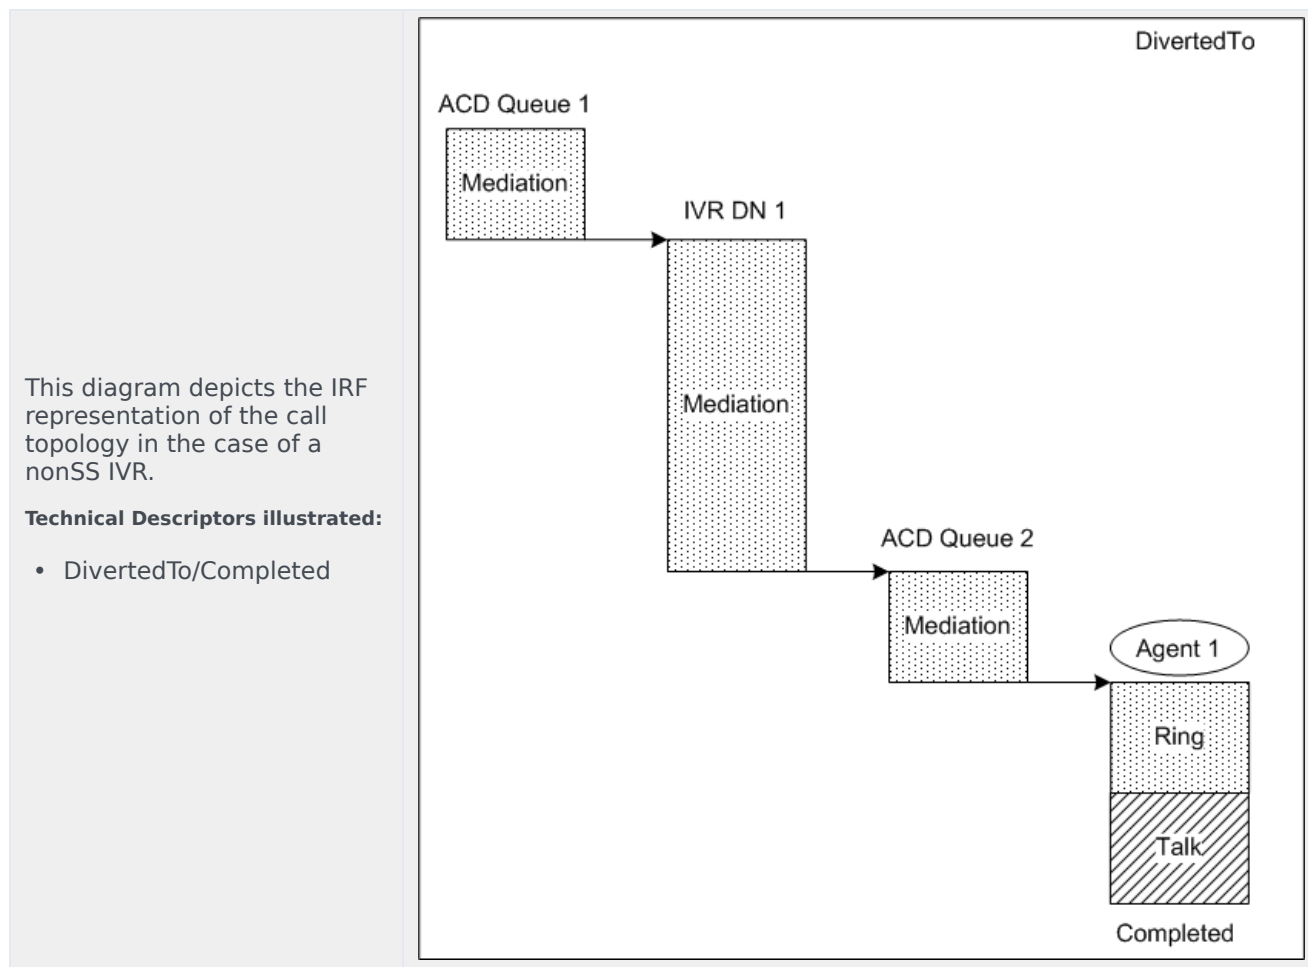 This diagram depicts the IRF
representation of the call
topology in the case of a
nonSS IVR.
Technical Descriptors illustrated:
• DivertedTo/Completed
DivertedTo
ACD Queue 1
Mediation
IVR DN 1
Mediation
ACD Queue 2
Mediation
Agent 1
Ring
Talk
Completed